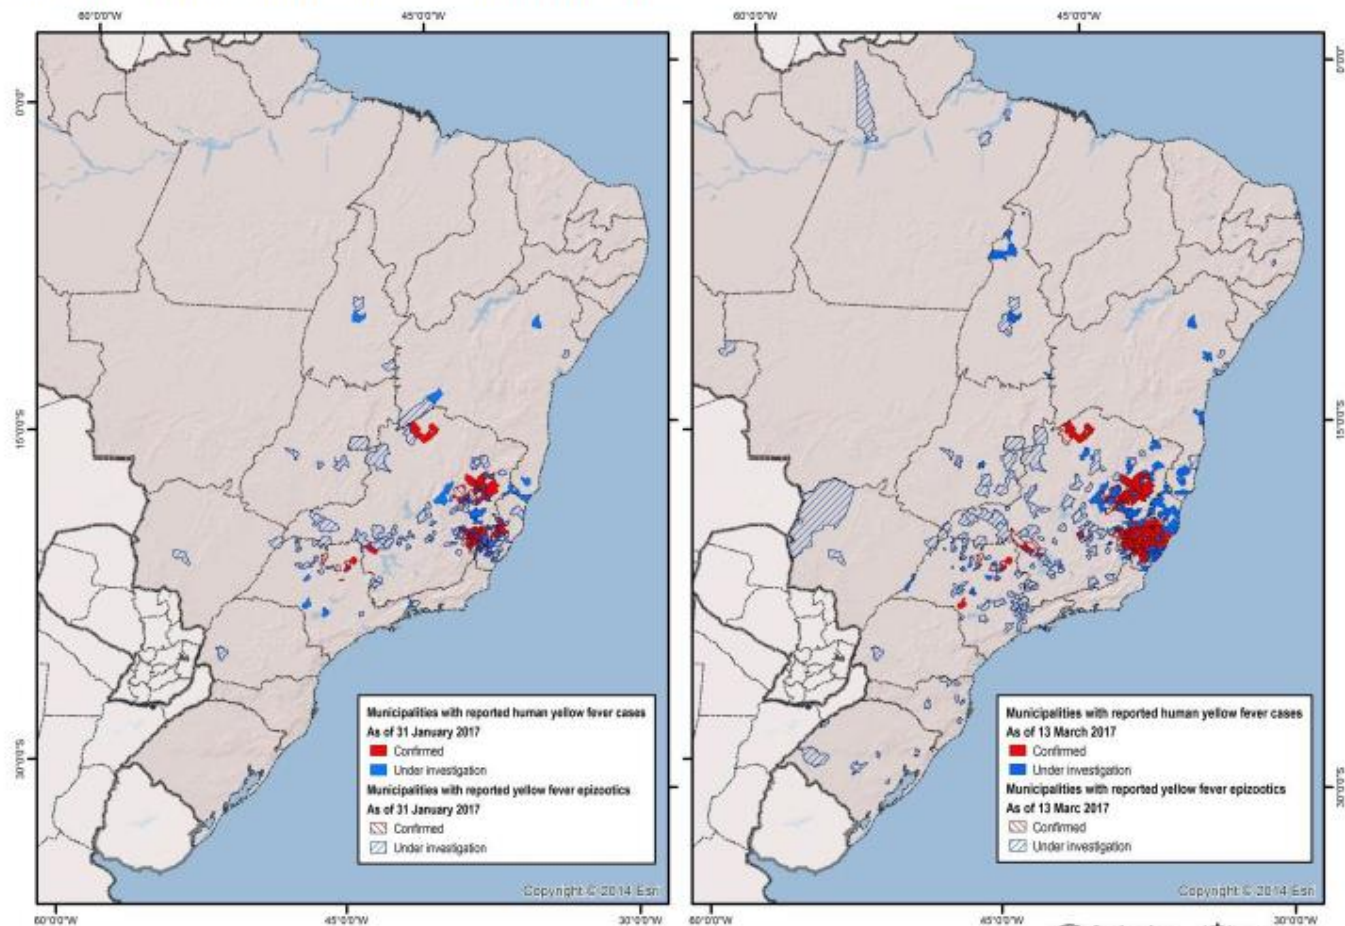 60°0'0"W
45°0'0"W
60°0'0"W
45°0'0"W
0°0'0"
15°0'0"S
30°0'0"S
0°0'0"
15°0'0"S
30°0'0"S
Municipalities with reported human yellow fever cases
As of 31 January 2017
Confirmed
Under investigation
Municipalities with reported yellow fever epizootics
As of 31 January 2017
Confirmed
Under investigation
Copyright © 2014 Esri
Municipalities with reported human yellow fever cases
As of 13 March 2017
Confirmed
Under investigation
Municipalities with reported yellow fever epizootics
As of 13 Marc 2017
Confirmed
Under investigation
Copyright © 2014 Esri
60°0'0"W
45°0'0"W
30°0'0"W
60°0'0"W
45°0'0"W
30°0'0"W